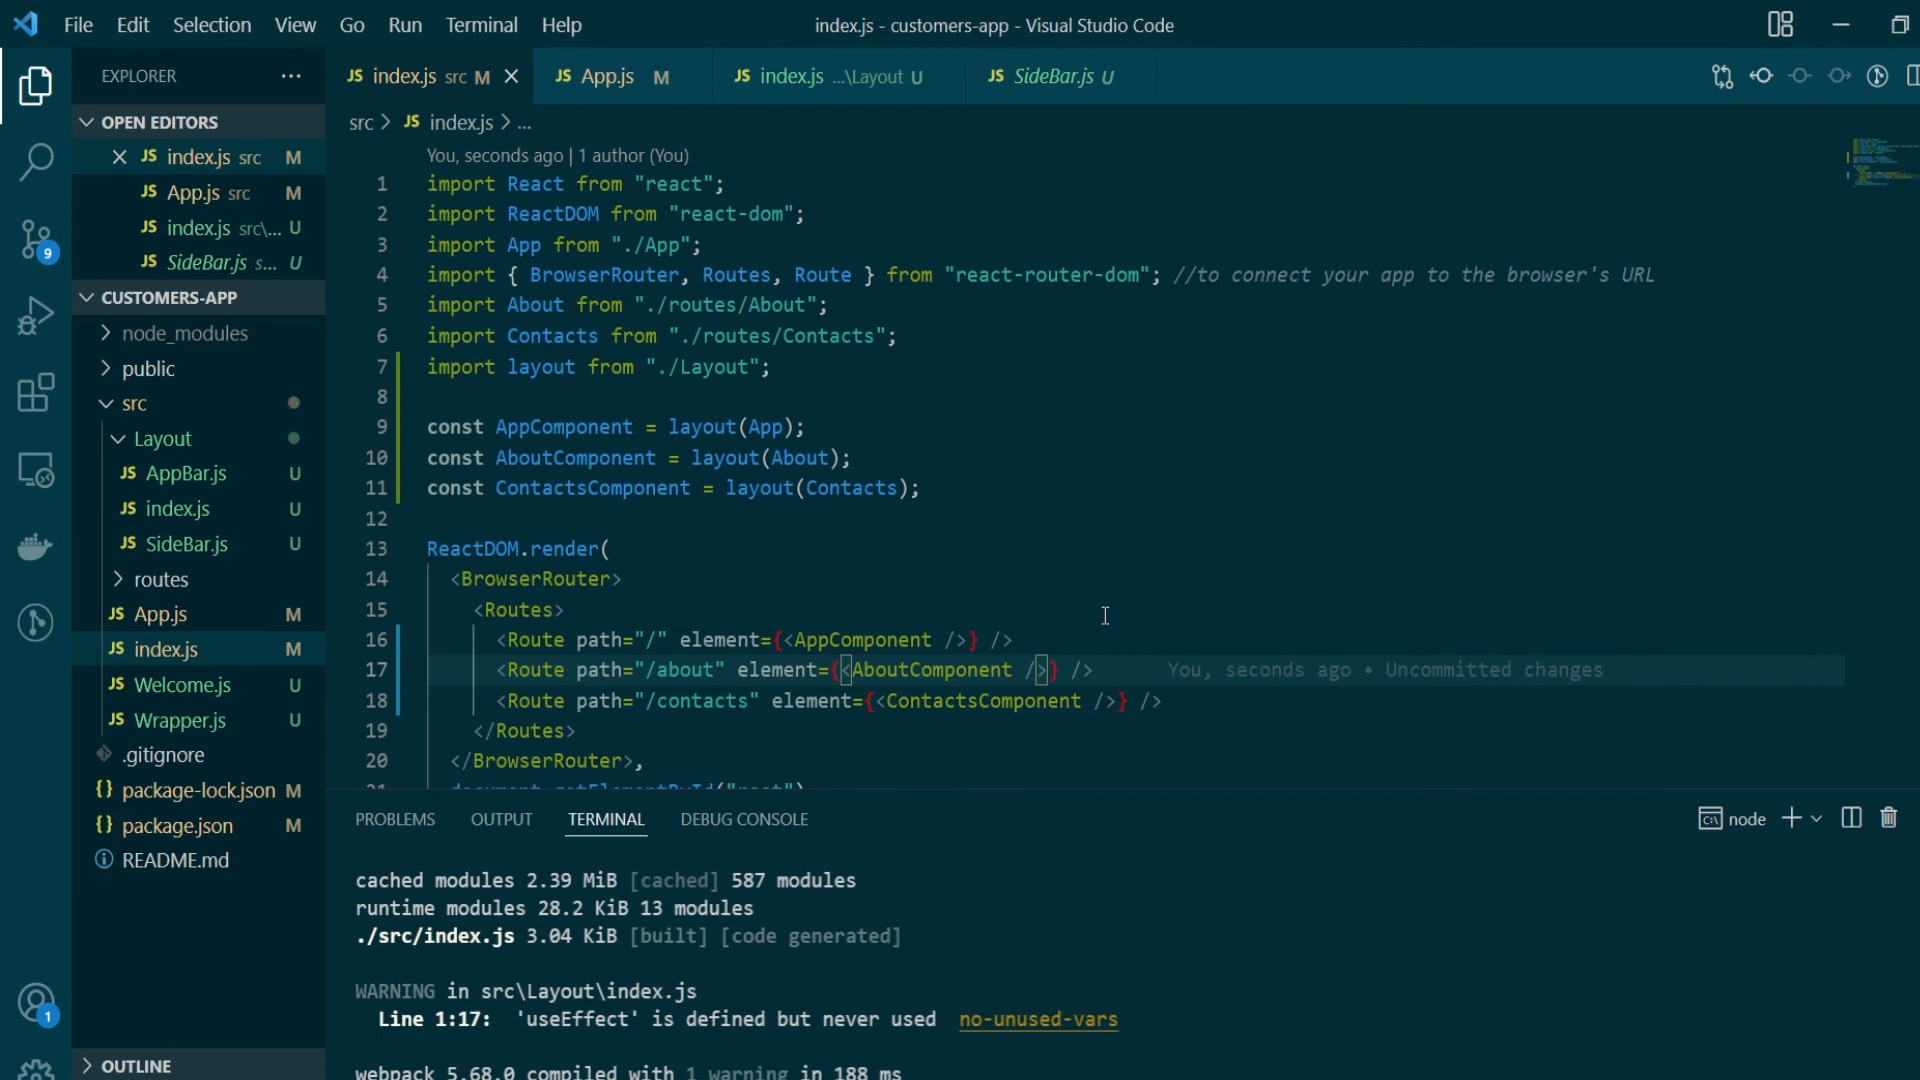 File Edit Selection View Go Run Terminal Help
index.js - customers-app - Visual Studio Code
EXPLORER ...
JS index.js src M
JS App.js M
JS index.js ...\Layout U
JS SideBar.js U
OPEN EDITORS
JS index.js src M
JS App.js src M
JS index.js src\... U
JS SideBar.js s... U
CUSTOMERS-APP
node_modules
public
src
Layout
JS AppBar.js U
JS index.js U
JS SideBar.js U
routes
JS App.js M
JS index.js M
JS Welcome.js U
JS Wrapper.js U
.gitignore
{} package-lock.json M
{} package.json M
README.md
OUTLINE
9
1
src > JS index.js > ...
You, seconds ago | 1 author (You)
1 import React from "react";
2 import ReactDOM from "react-dom";
3 import App from "./App";
4 import { BrowserRouter, Routes, Route } from "react-router-dom"; //to connect your app to the browser's URL
5 import About from "./routes/About";
6 import Contacts from "./routes/Contacts";
7 import layout from "./Layout";
8
9 const AppComponent = layout(App);
10 const AboutComponent = layout(About);
11 const ContactsComponent = layout(Contacts);
12
13 ReactDOM.render(
14 <BrowserRouter>
15 <Routes>
16 <Route path="/" element={<AppComponent />} />
17 <Route path="/about" element={<AboutComponent />} /> You, seconds ago • Uncommitted changes
18 <Route path="/contacts" element={<ContactsComponent />} />
19 </Routes>
20 </BrowserRouter>,
21 document.getElementById("root")
PROBLEMS OUTPUT TERMINAL DEBUG CONSOLE
node
cached modules 2.39 MiB [cached] 587 modules
runtime modules 28.2 KiB 13 modules
./src/index.js 3.04 KiB [built] [code generated]
WARNING in src\Layout\index.js
Line 1:17: 'useEffect' is defined but never used no-unused-vars
webpack 5.68.0 compiled with 1 warning in 188 ms